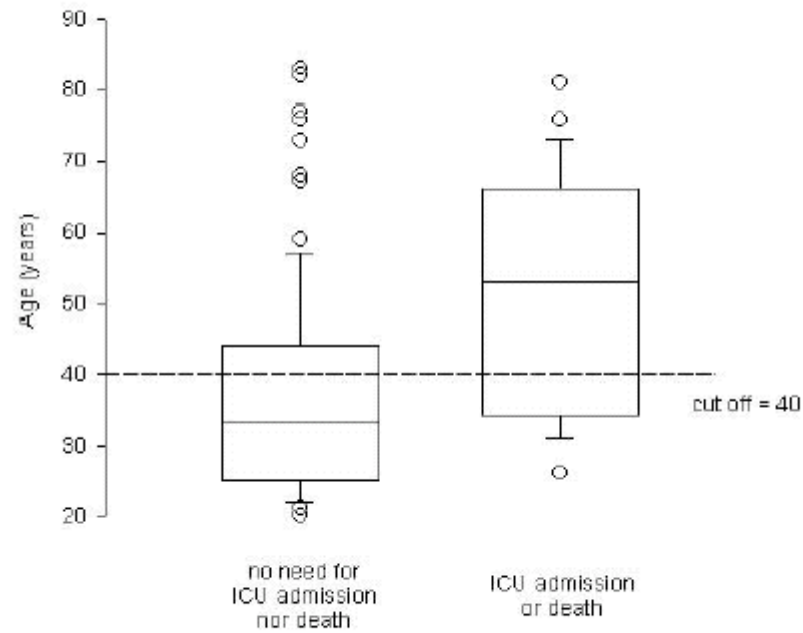 90
80
70
60
50
40
30
20
Age (years)
cut off = 40
no need for
ICU admission
nor death
ICU admission
or death